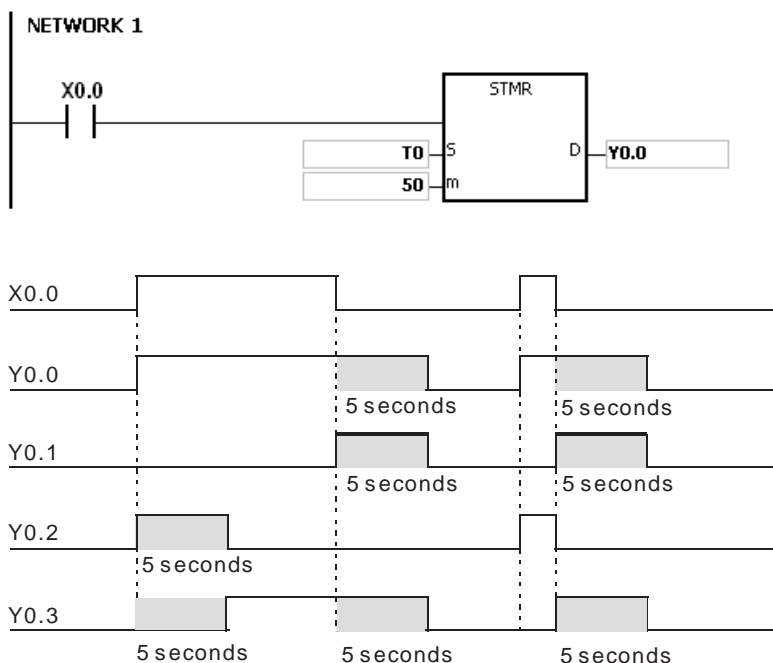 NETWORK 1
X0.0
STMR
T0 S D Y0.0
50 m
X0.0
Y0.0
5 seconds 5 seconds
Y0.1
5 seconds 5 seconds
Y0.2
5 seconds
Y0.3
5 seconds 5 seconds 5 seconds